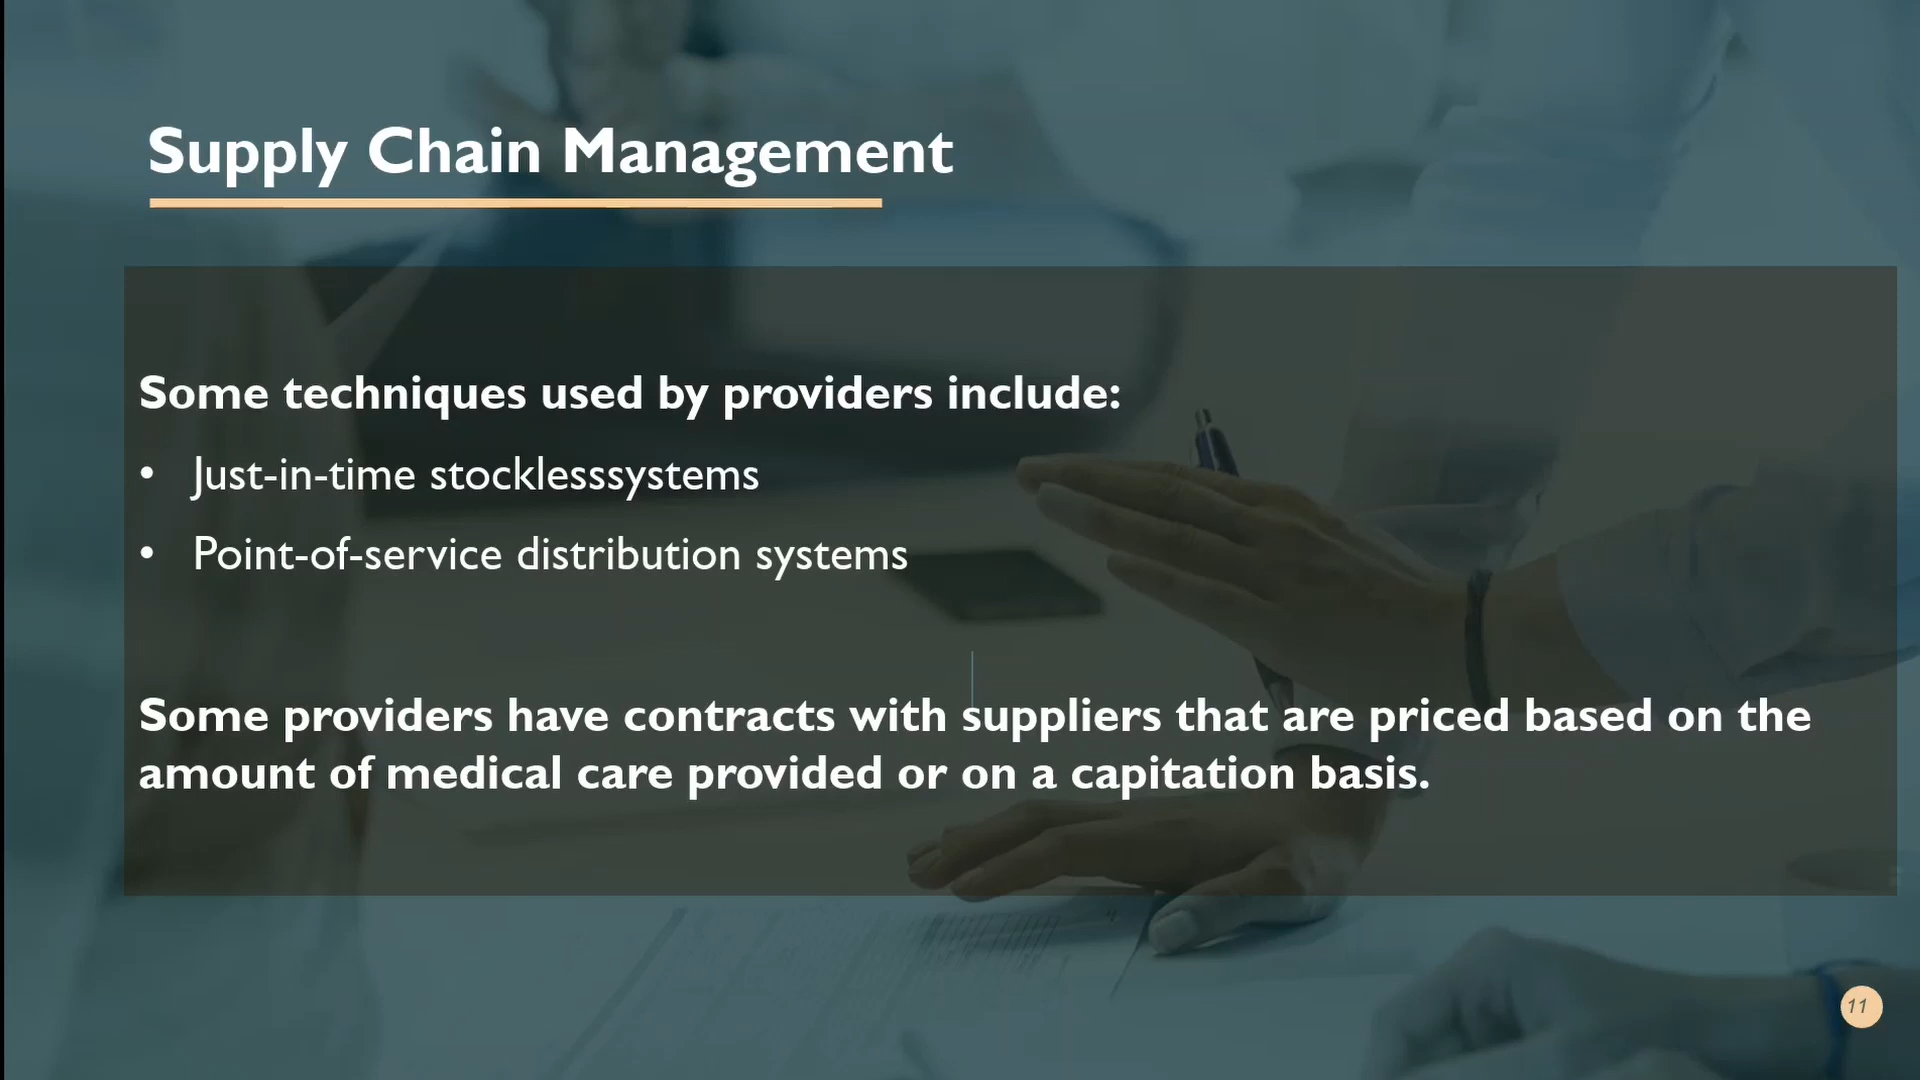 Supply Chain Management
Some techniques used by providers include:
• Just-in-time stocklesssystems
• Point-of-service distribution systems
Some providers have contracts with suppliers that are priced based on the
amount of medical care provided or on a capitation basis.
11